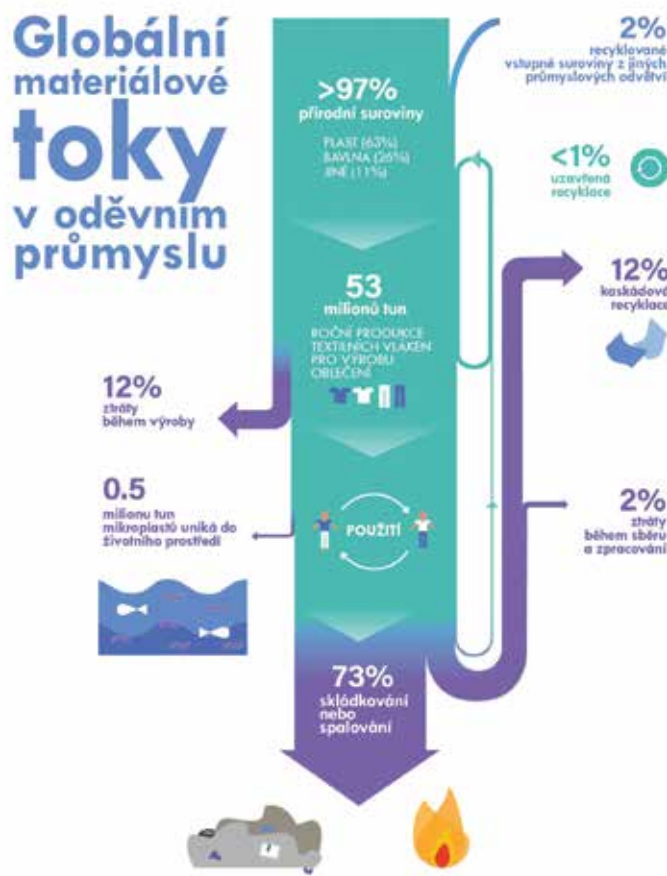 Globální
materiálové
toky
v oděvním
průmyslu
>97%
přírodní suroviny
PLAST (63%)
BAVLNA (26%)
JINÉ (11%)
2%
recyklované
vstupné suroviny z jiných
průmyslových odvětví
<1%
uzavřená
recyklace
53
milionů tun
ROČNÍ PRODUKCE
TEXTILNÍCH VLÁKEN
PRO VÝROBU
OBLEČENÍ
12%
kaskádová
recyklace
12%
ztráty
během výroby
0.5
milionu tun
mikroplastů uniká do
životního prostředí
POUŽITÍ
2%
ztráty
během sběru
a zpracování
73%
skládkování
nebo
spalování